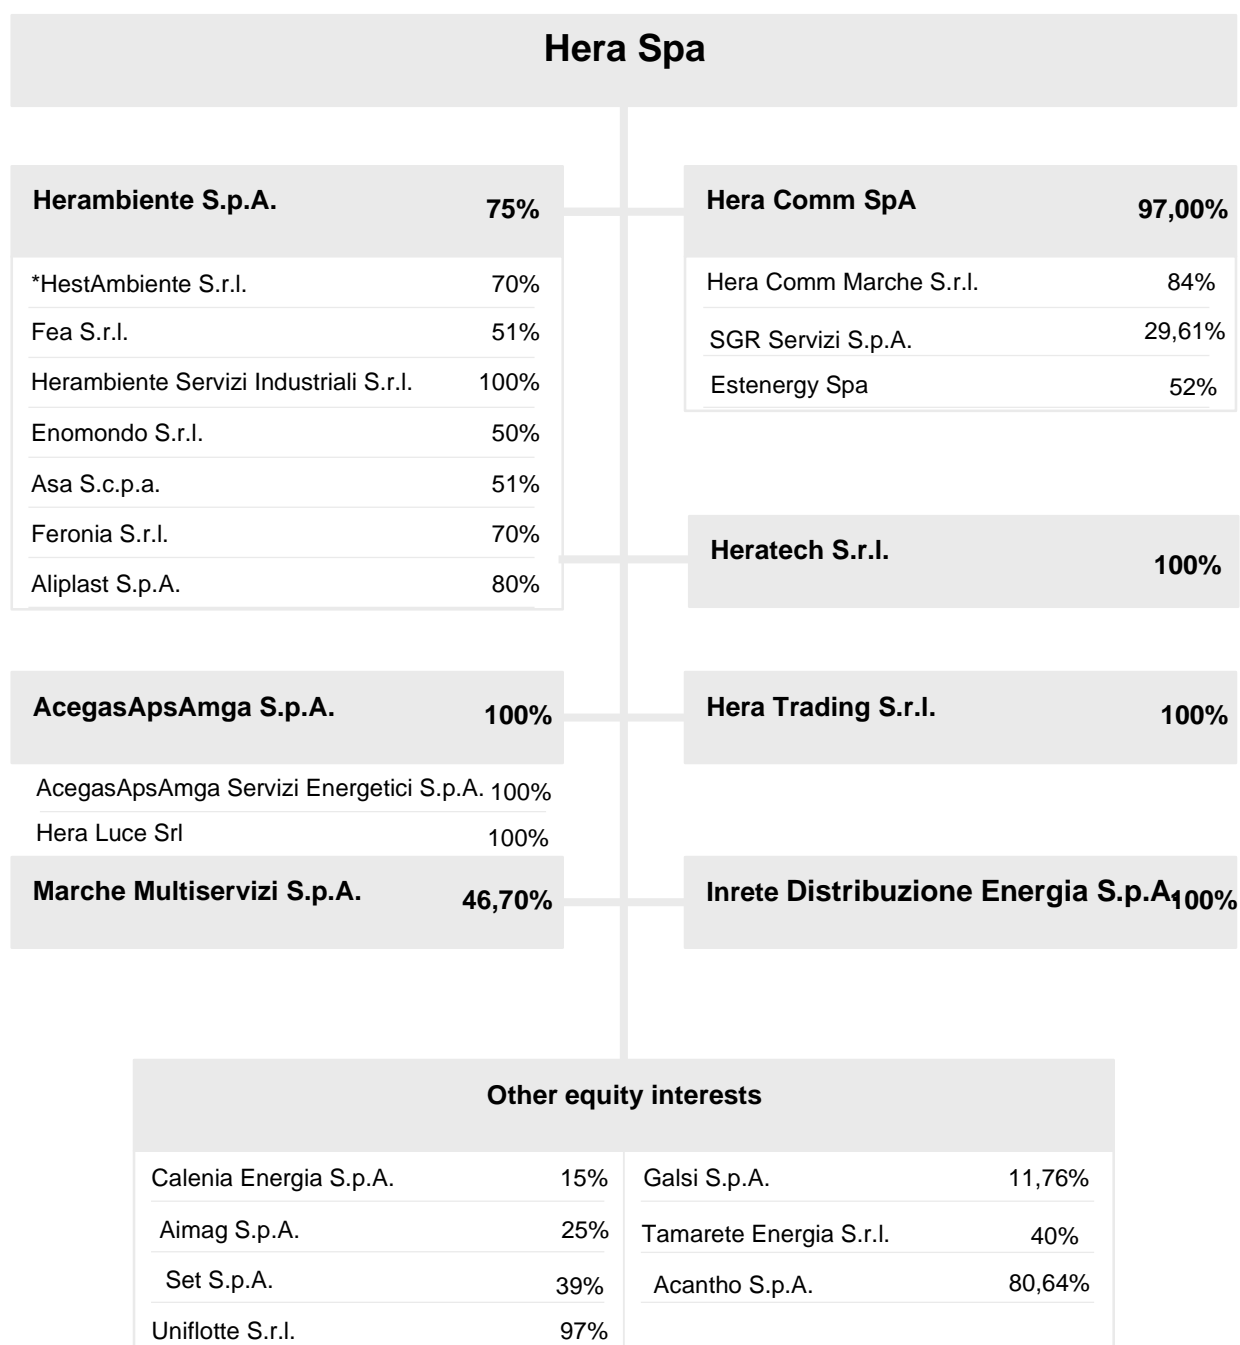 Hera Spa
Herambiente S.p.A. 75%
*HestAmbiente S.r.l. 70%
Fea S.r.l. 51%
Herambiente Servizi Industriali S.r.l. 100%
Enomondo S.r.l. 50%
Asa S.c.p.a. 51%
Feronia S.r.l. 70%
Aliplast S.p.A. 80%
Hera Comm SpA 97,00%
Hera Comm Marche S.r.l. 84%
SGR Servizi S.p.A. 29,61%
Estenergy Spa 52%
Heratech S.r.l. 100%
AcegasApsAmga S.p.A. 100%
AcegasApsAmga Servizi Energetici S.p.A. 100%
Hera Luce Srl 100%
Hera Trading S.r.l. 100%
Marche Multiservizi S.p.A. 46,70%
Inrete Distribuzione Energia S.p.A. 100%
Other equity interests
Calenia Energia S.p.A. 15%
Aimag S.p.A. 25%
Set S.p.A. 39%
Uniflotte S.r.l. 97%
Galsi S.p.A. 11,76%
Tamarete Energia S.r.l. 40%
Acantho S.p.A. 80,64%